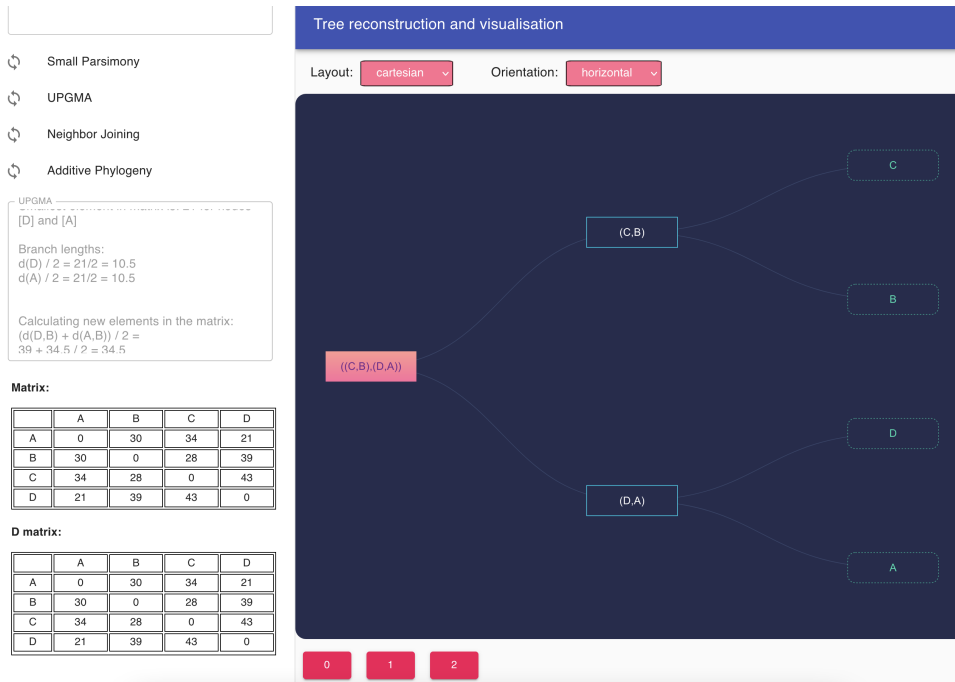 Tree reconstruction and visualisation
Small Parsimony
UPGMA
Neighbor Joining
Additive Phylogeny
UPGMA
[D] and [A]
Branch lengths:
d(D) / 2 = 21/2 = 10.5
d(A) / 2 = 21/2 = 10.5
Calculating new elements in the matrix:
(d(D,B) + d(A,B)) / 2 =
39 + 34.5 / 2 = 34.5
Matrix:
A B C D
A 0 30 34 21
B 30 0 28 39
C 34 28 0 43
D 21 39 43 0
D matrix:
A B C D
A 0 30 34 21
B 30 0 28 39
C 34 28 0 43
D 21 39 43 0
Layout: cartesian Orientation: horizontal
C
(C,B)
B
((C,B),(D,A))
D
(D,A)
A
0 1 2